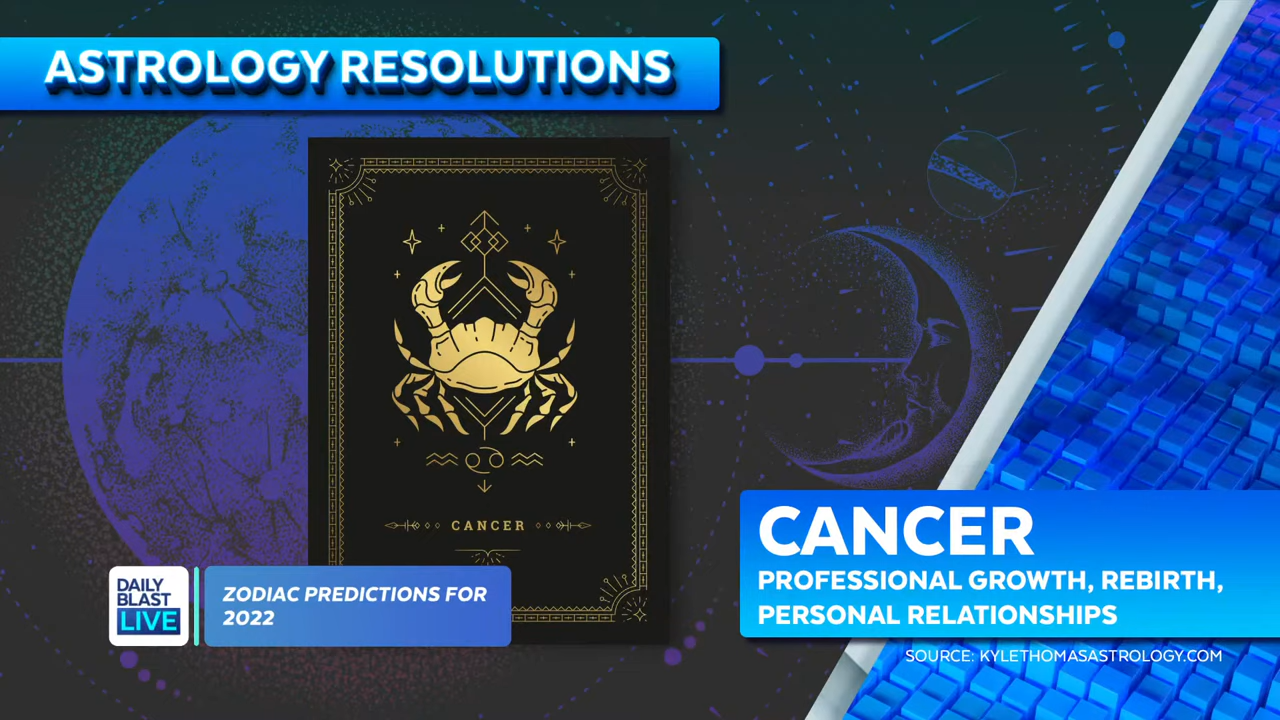 ASTROLOGY RESOLUTIONS
CANCER
DAILY
BLAST
LIVE
ZODIAC PREDICTIONS FOR
2022
CANCER
PROFESSIONAL GROWTH, REBIRTH,
PERSONAL RELATIONSHIPS
SOURCE: KYLETHOMASASTROLOGY.COM